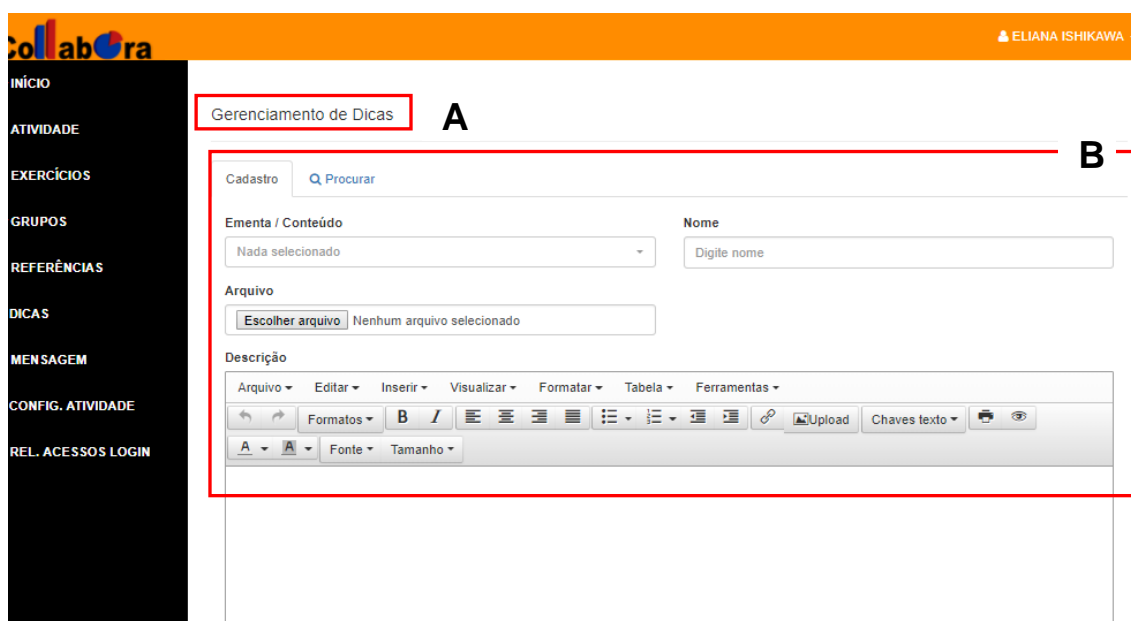 Collabora
ELIANA ISHIKAWA
INÍCIO
ATIVIDADE
EXERCÍCIOS
GRUPOS
REFERÊNCIAS
DICAS
MENSAGEM
CONFIG. ATIVIDADE
REL. ACESSOS LOGIN
Gerenciamento de Dicas
A
B
Cadastro Procurar
Ementa / Conteúdo Nome
Nada selecionado Digite nome
Arquivo
Escolher arquivo Nenhum arquivo selecionado
Descrição
Arquivo Editar Inserir Visualizar Formatar Tabela Ferramentas
Formatos B I Upload Chaves texto
A A Fonte Tamanho